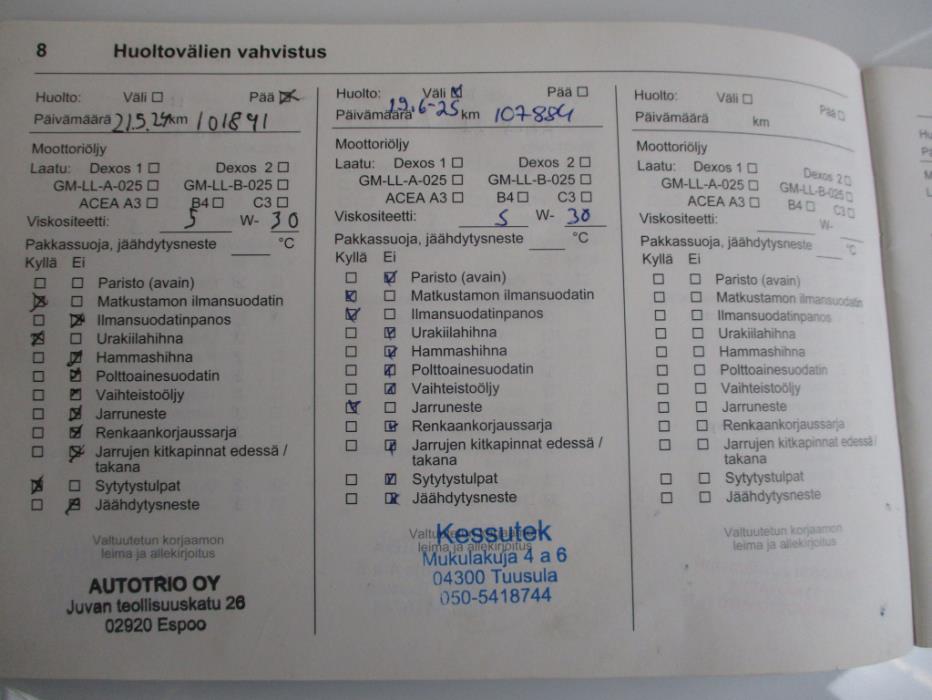 8 Huoltovälien vahvistus
Huolto: Väli ☐ Pää ☒
Päivämäärä 21.5.24 km 101841
Moottoriöljy
Laatu: Dexos 1 ☐ Dexos 2 ☐
GM-LL-A-025 ☐ GM-LL-B-025 ☐
ACEA A3 ☐ B4 ☐ C3 ☐
Viskositeetti: 5 W- 30
Pakkassuoja, jäähdytysneste ____ °C
Kyllä Ei
☐ ☐ Paristo (avain)
☒ ☐ Matkustamon ilmansuodatin
☐ ☒ Ilmansuodatinpanos
☒ ☐ Urakiilahihna
☐ ☒ Hammashihna
☐ ☒ Polttoainesuodatin
☐ ☒ Vaihteistoöljy
☐ ☒ Jarruneste
☐ ☒ Renkaankorjaussarja
☐ ☒ Jarrujen kitkapinnat edessä /
takana
☒ ☐ Sytytystulpat
☐ ☒ Jäähdytysneste
Valtuutetun korjaamon
leima ja allekirjoitus
AUTOTRIO OY
Juvan teollisuuskatu 26
02920 Espoo
Huolto: Väli ☒ Pää ☐
Päivämäärä 19.6-25 km 107884
Moottoriöljy
Laatu: Dexos 1 ☐ Dexos 2 ☐
GM-LL-A-025 ☐ GM-LL-B-025 ☐
ACEA A3 ☐ B4 ☐ C3 ☐
Viskositeetti: 5 W- 30
Pakkassuoja, jäähdytysneste ____ °C
Kyllä Ei
☐ ☒ Paristo (avain)
☒ ☐ Matkustamon ilmansuodatin
☒ ☐ Ilmansuodatinpanos
☐ ☒ Urakiilahihna
☐ ☒ Hammashihna
☐ ☒ Polttoainesuodatin
☐ ☒ Vaihteistoöljy
☒ ☐ Jarruneste
☐ ☒ Renkaankorjaussarja
☐ ☒ Jarrujen kitkapinnat edessä /
takana
☐ ☒ Sytytystulpat
☐ ☒ Jäähdytysneste
Valtuutetun korjaamon
leima ja allekirjoitus
Kessutek
Mukulakuja 4 a 6
04300 Tuusula
050-5418744
Huolto: Väli ☐ Pää ☐
Päivämäärä km
Moottoriöljy
Laatu: Dexos 1 ☐ Dexos 2 ☐
GM-LL-A-025 ☐ GM-LL-B-025 ☐
ACEA A3 ☐ B4 ☐ C3 ☐
Viskositeetti: W-
Pakkassuoja, jäähdytysneste ____ °C
Kyllä Ei
☐ ☐ Paristo (avain)
☐ ☐ Matkustamon ilmansuodatin
☐ ☐ Ilmansuodatinpanos
☐ ☐ Urakiilahihna
☐ ☐ Hammashihna
☐ ☐ Polttoainesuodatin
☐ ☐ Vaihteistoöljy
☐ ☐ Jarruneste
☐ ☐ Renkaankorjaussarja
☐ ☐ Jarrujen kitkapinnat edessä /
takana
☐ ☐ Sytytystulpat
☐ ☐ Jäähdytysneste
Valtuutetun korjaamon
leima ja allekirjoitus